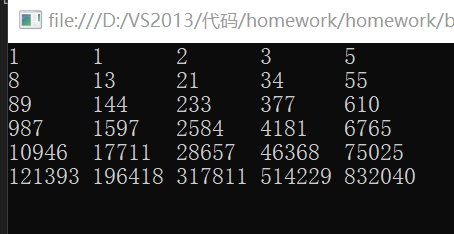 file:///D:/VS2013/代码/homework/homework/b
1 1 2 3 5
8 13 21 34 55
89 144 233 377 610
987 1597 2584 4181 6765
10946 17711 28657 46368 75025
121393 196418 317811 514229 832040